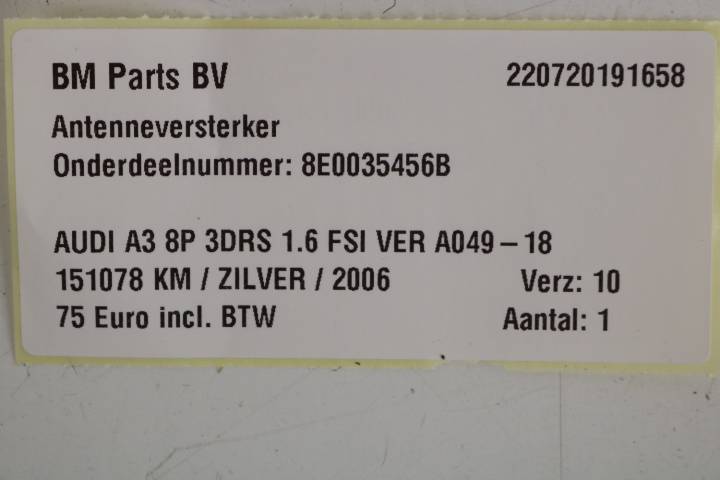 BM Parts BV 220720191658
Antenneversterker
Onderdeelnummer: 8E0035456B
AUDI A3 8P 3DRS 1.6 FSI VER A049-18
151078 KM / ZILVER / 2006 Verz: 10
75 Euro incl. BTW Aantal: 1